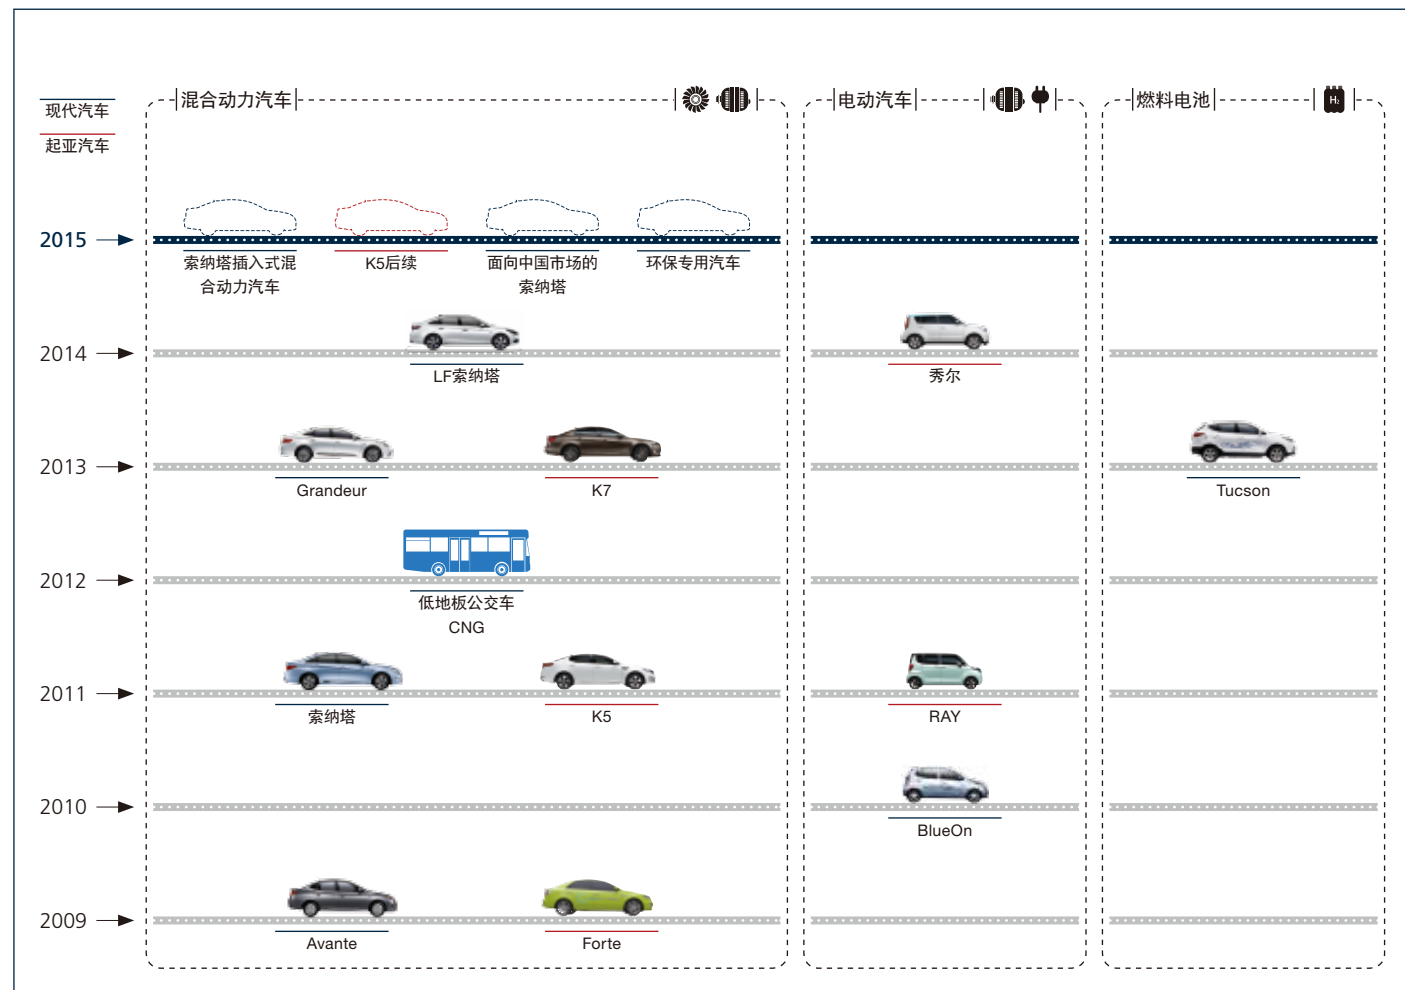 现代汽车
起亚汽车
混合动力汽车
电动汽车
燃料电池
H₂
2015
索纳塔插入式混
合动力汽车
K5后续
面向中国市场的
索纳塔
环保专用汽车
2014
LF索纳塔
秀尔
2013
Grandeur
K7
Tucson
2012
低地板公交车
CNG
2011
索纳塔
K5
RAY
2010
BlueOn
2009
Avante
Forte